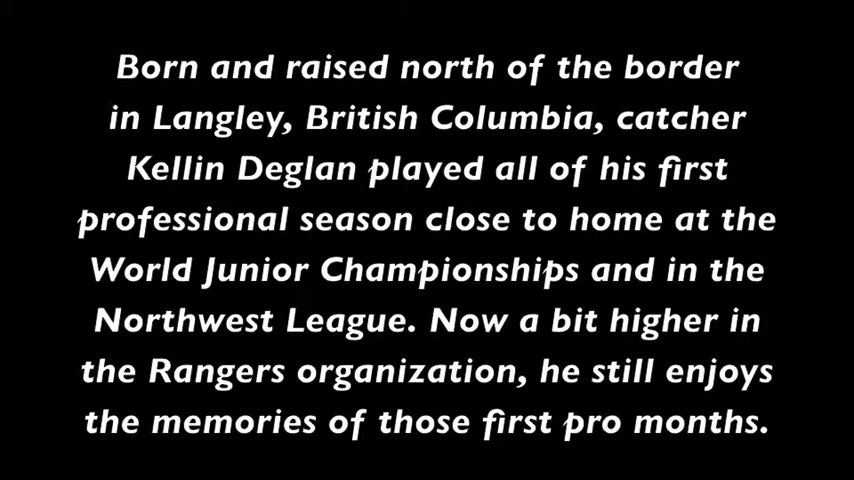 Born and raised north of the border
in Langley, British Columbia, catcher
Kellin Deglan played all of his first
professional season close to home at the
World Junior Championships and in the
Northwest League. Now a bit higher in
the Rangers organization, he still enjoys
the memories of those first pro months.